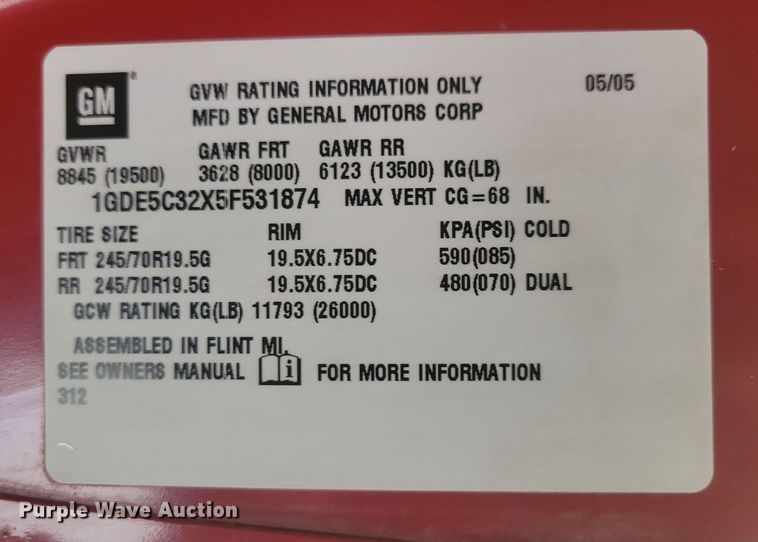 GM® GVW RATING INFORMATION ONLY 05/05
MFD BY GENERAL MOTORS CORP
GVWR GAWR FRT GAWR RR
8845 (19500) 3628 (8000) 6123 (13500) KG(LB)
1GDE5C32X5F531874 MAX VERT CG=68 IN.
TIRE SIZE RIM KPA(PSI) COLD
FRT 245/70R19.5G 19.5X6.75DC 590(085)
RR 245/70R19.5G 19.5X6.75DC 480(070) DUAL
GCW RATING KG(LB) 11793 (26000)
ASSEMBLED IN FLINT MI.
SEE OWNERS MANUAL i FOR MORE INFORMATION
312
Purple Wave Auction